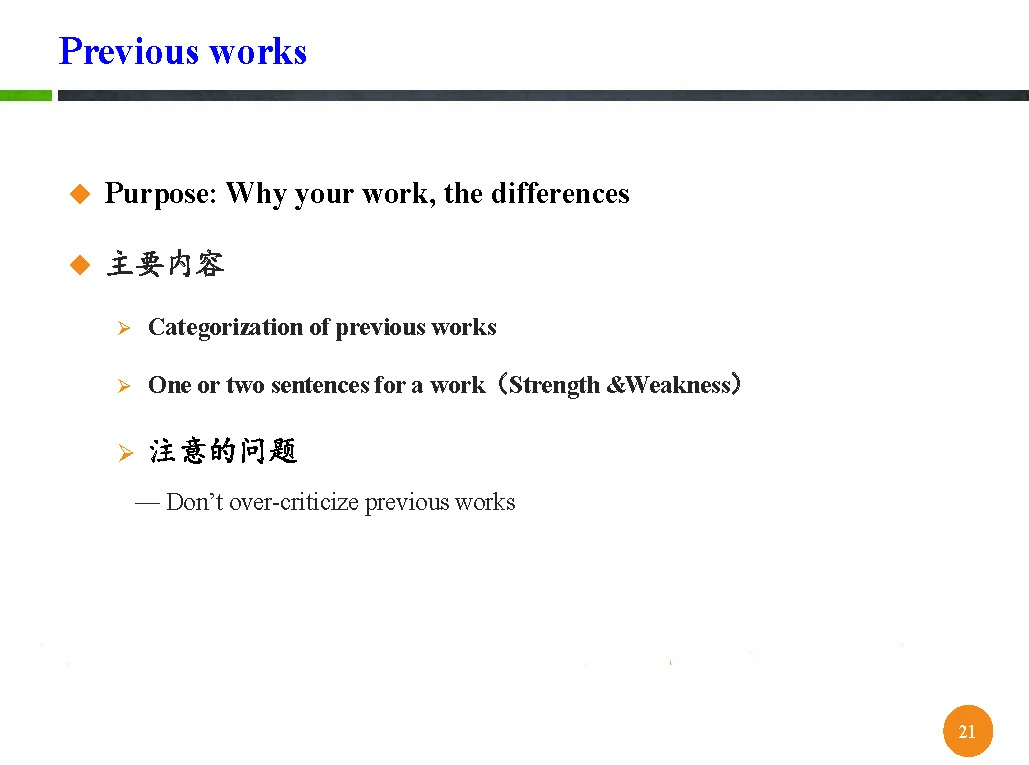 Previous works
Purpose: Why your work, the differences
主要内容
Categorization of previous works
One or two sentences for a work（Strength &Weakness）
注意的问题
— Don’t over-criticize previous works
21